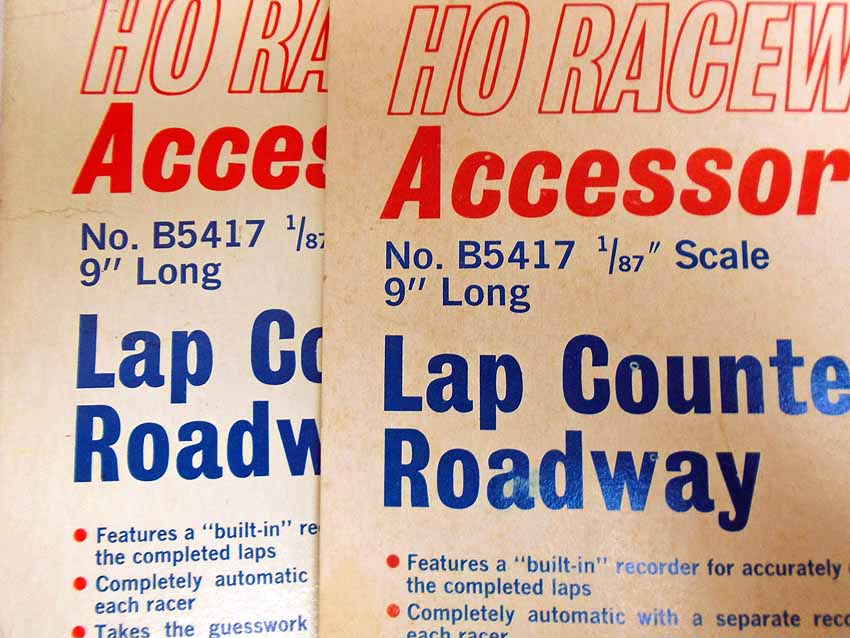 HO RA
Acces
No. B5417 1/87
9" Long
Lap Co
Roadw
• Features a "built-in" re
the completed laps
• Completely automatic
each racer
• Takes the guesswork
HO RACEW
Accessor
No. B5417 1/87" Scale
9" Long
Lap Counte
Roadway
• Features a "built-in" recorder for accurately
the completed laps
• Completely automatic with a separate reco
each racer